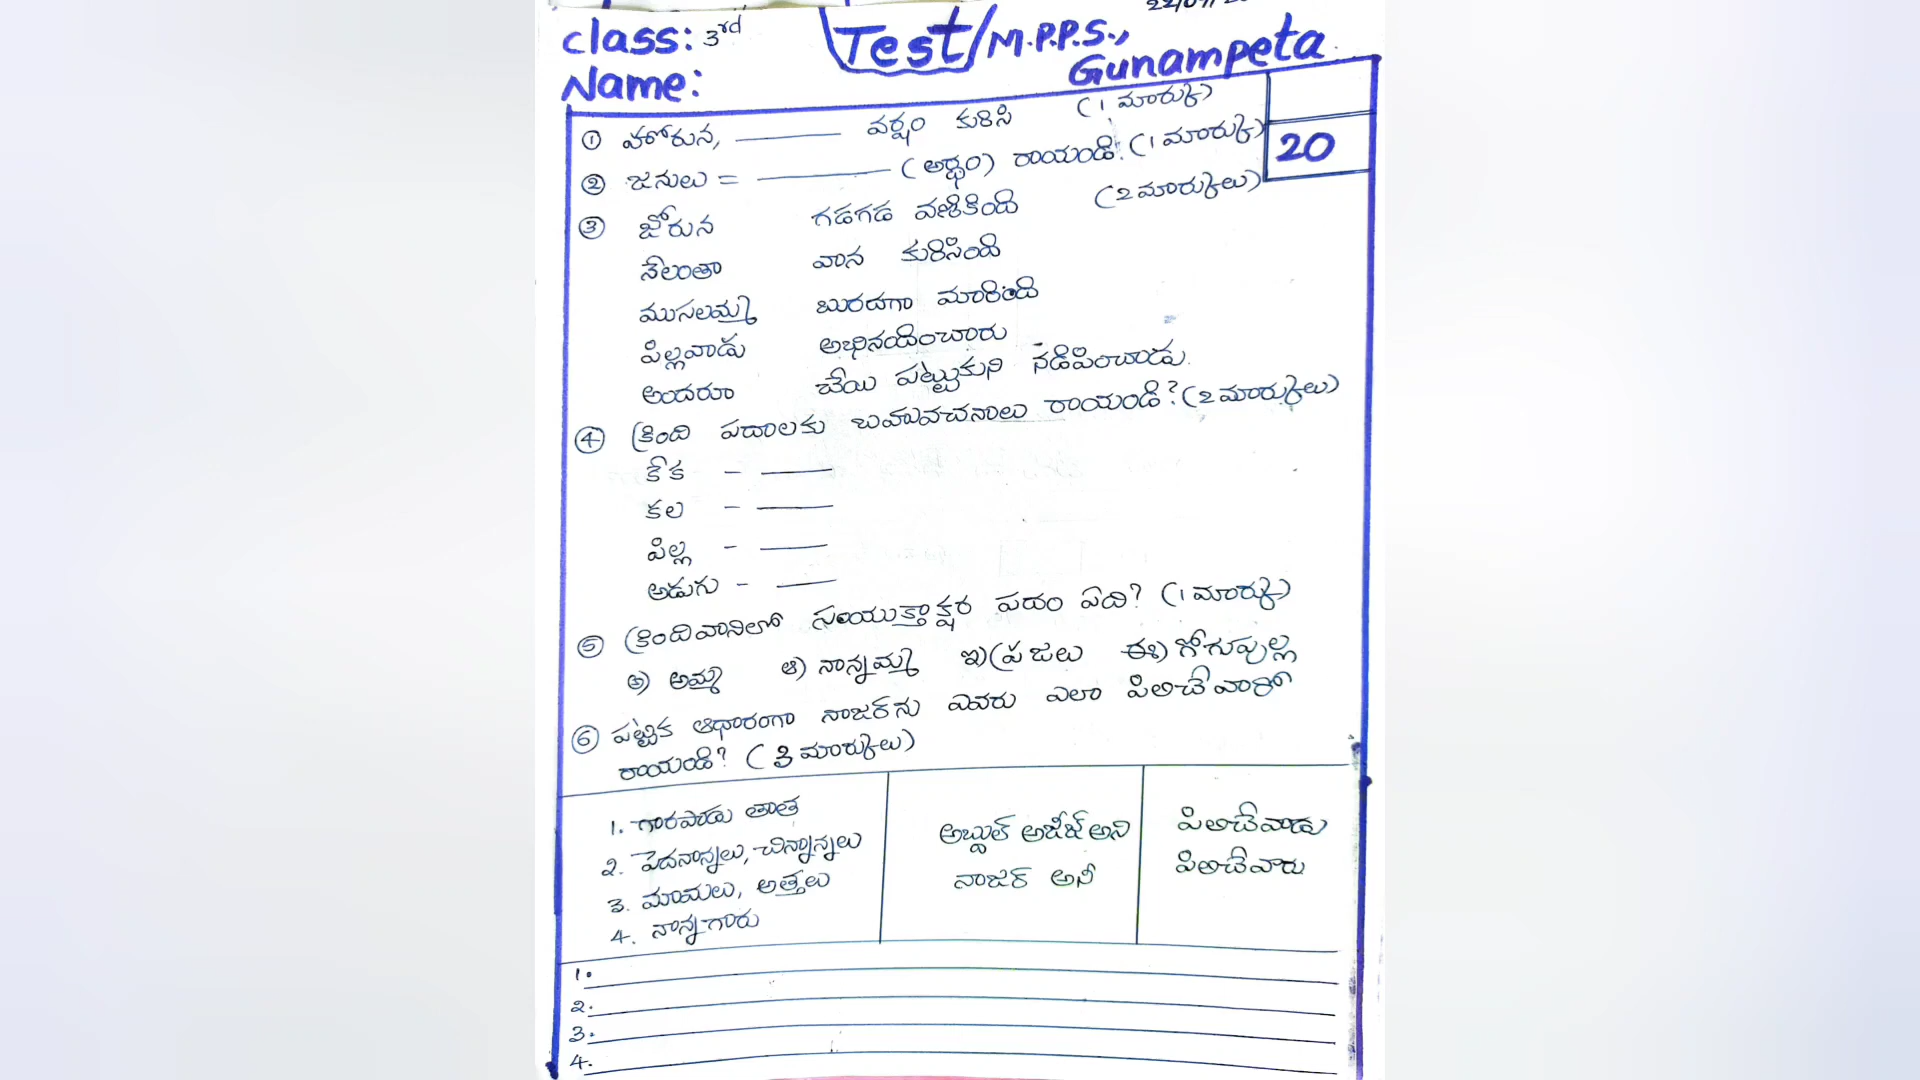 class: 3rd Test/M.P.P.S.,
Gunampeta
Name:
20
① హోరున, ______ వర్షం కురిసి (1 మార్కు)
② జనులు = ______ (అర్థం) రాయండి. (1 మార్కు)
③ జోరున గడగడ వణికింది (2 మార్కులు)
నేలంతా వాన కురిసింది
ముసలమ్మ బురదగా మారింది
పిల్లవాడు అభినయించారు
అందరూ చేయి పట్టుకుని నడిపించాడు.
④ క్రింది పదాలకు బహువచనాలు రాయండి? (2 మార్కులు)
కేక - ______
కల - ______
పిల్ల - ______
అడుగు - ______
⑤ క్రిందివానిలో సంయుక్తాక్షర పదం ఏది? (1 మార్కు)
అ) అమ్మ ఆ) నాన్నమ్మ ఇ) ప్రజలు ఈ) గోగుపుల్ల
⑥ పట్టిక ఆధారంగా నాజర్‌ను ఎవరు ఎలా పిలిచేవారో
రాయండి? (3 మార్కులు)
1. గారపాడు తాత
2. పెదనాన్నలు, చిన్నాన్నలు
3. మామలు, అత్తలు
4. నాన్నగారు
అబ్దుల్ అజీజ్ అని
నాజర్ అనీ
పిలిచేవాడు
పిలిచేవారు
1.
2.
3.
4.